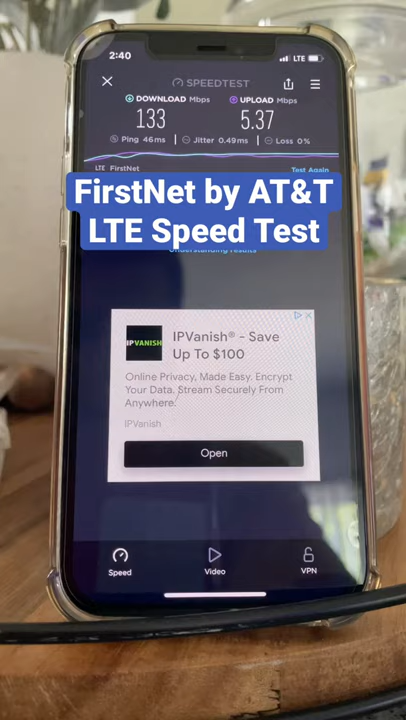 2:40
LTE
SPEEDTEST
DOWNLOAD Mbps
UPLOAD Mbps
133
5.37
Ping 46ms
Jitter 0.49ms
Loss 0%
LTE FirstNet
Test Again
FirstNet by AT&T
LTE Speed Test
Understanding results
IPVANISH
IPVanish® - Save
Up To $100
Online Privacy, Made Easy. Encrypt
Your Data. Stream Securely From
Anywhere.
IPVanish
Open
Speed
Video
VPN